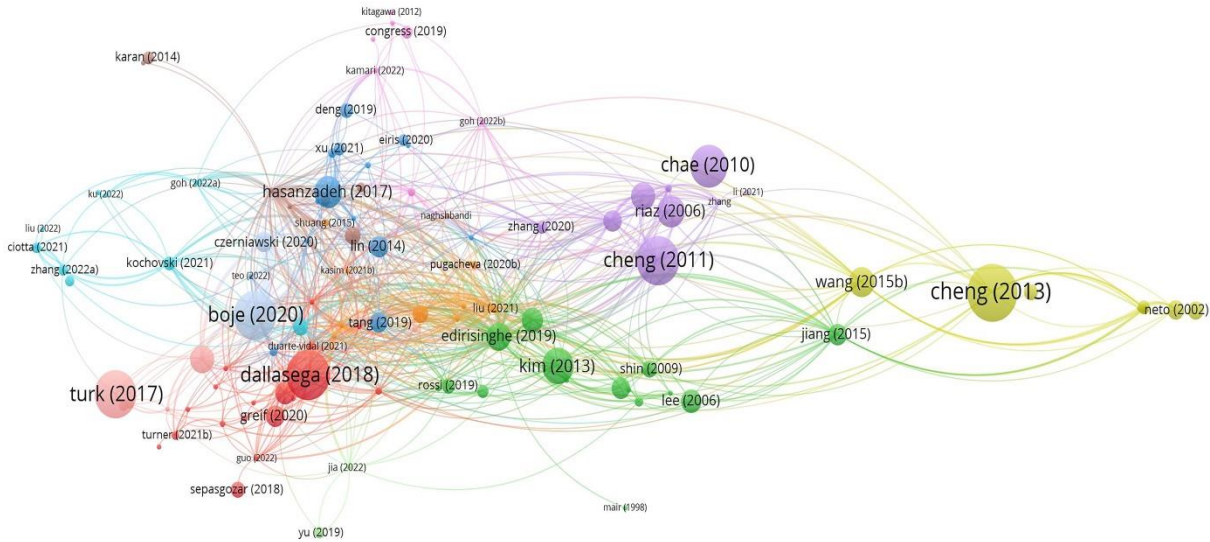 kitagawa (2012)
congress (2019)
karan (2014)
kamari (2022)
deng (2019)
goh (2022b)
eiris (2020)
xu (2021)
chae (2010)
goh (2022a)
ku (2022)
hasanzadeh (2017)
li (2021)
zhang
riaz (2006)
naghshbandi
shuang (2015)
zhang (2020)
liu (2022)
ciotta (2021)
czerniawski (2020)
lin (2014)
kochovski (2021)
zhang (2022a)
teo (2022)
kasim (2021b)
pugacheva (2020b)
cheng (2011)
wang (2015b)
cheng (2013)
neto (2002)
boje (2020)
tang (2019)
liu (2021)
edirisinghe (2019)
jiang (2015)
duarte-vidal (2021)
dallasega (2018)
kim (2013)
shin (2009)
turk (2017)
rossi (2019)
lee (2006)
greif (2020)
turner (2021b)
guo (2022)
jia (2022)
sepasgozar (2018)
mair (1998)
yu (2019)